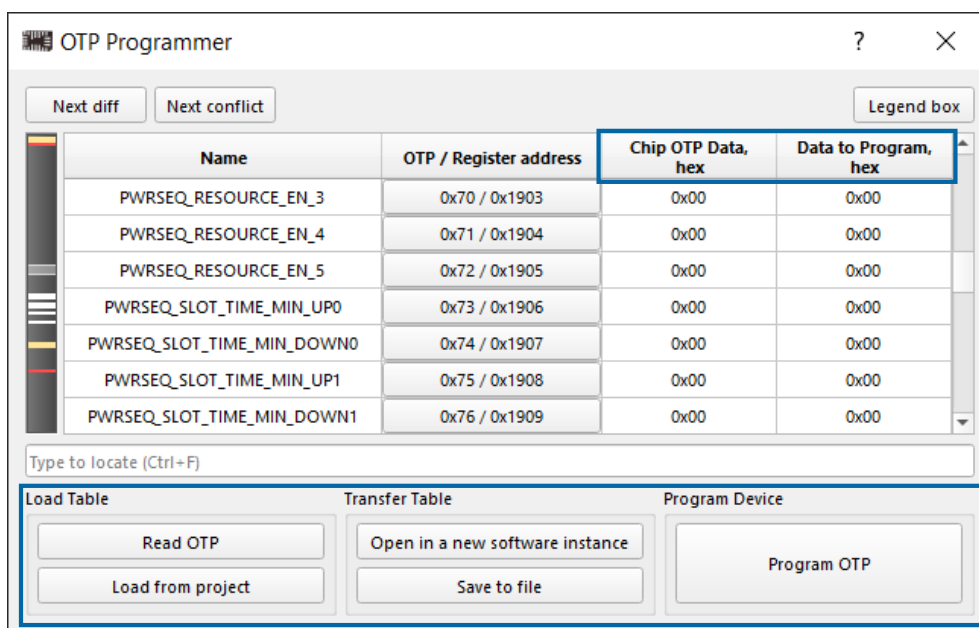 OTP Programmer ?
Next diff Next conflict Legend box
Name OTP / Register address Chip OTP Data, hex Data to Program, hex
PWRSEQ_RESOURCE_EN_3 0x70 / 0x1903 0x00 0x00
PWRSEQ_RESOURCE_EN_4 0x71 / 0x1904 0x00 0x00
PWRSEQ_RESOURCE_EN_5 0x72 / 0x1905 0x00 0x00
PWRSEQ_SLOT_TIME_MIN_UP0 0x73 / 0x1906 0x00 0x00
PWRSEQ_SLOT_TIME_MIN_DOWN0 0x74 / 0x1907 0x00 0x00
PWRSEQ_SLOT_TIME_MIN_UP1 0x75 / 0x1908 0x00 0x00
PWRSEQ_SLOT_TIME_MIN_DOWN1 0x76 / 0x1909 0x00 0x00
Type to locate (Ctrl+F)
Load Table Transfer Table Program Device
Read OTP Open in a new software instance Program OTP
Load from project Save to file